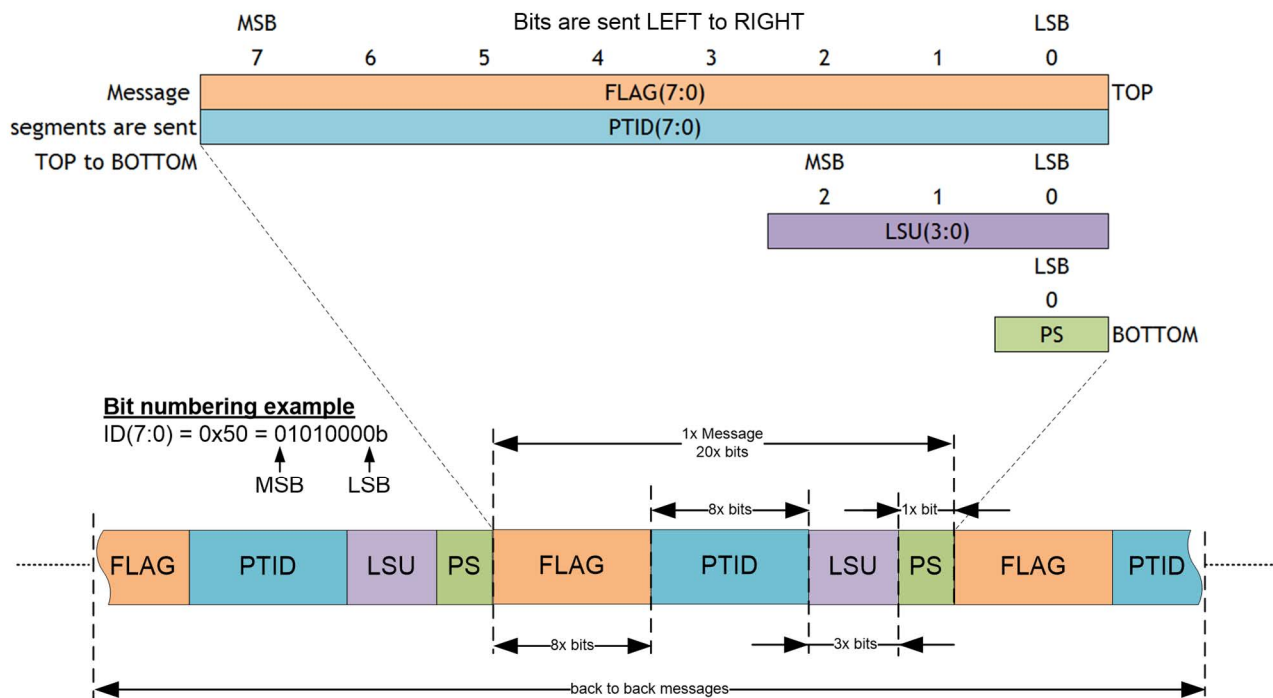 MSB Bits are sent LEFT to RIGHT LSB
7 6 5 4 3 2 1 0
Message FLAG(7:0) TOP
segments are sent PTID(7:0)
TOP to BOTTOM MSB LSB
2 1 0
LSU(3:0)
LSB
0
PS BOTTOM
Bit numbering example
ID(7:0) = 0x50 = 01010000b
MSB LSB
1x Message
20x bits
8x bits 1x bit
FLAG PTID LSU PS FLAG PTID LSU PS FLAG PTID
8x bits 3x bits
back to back messages